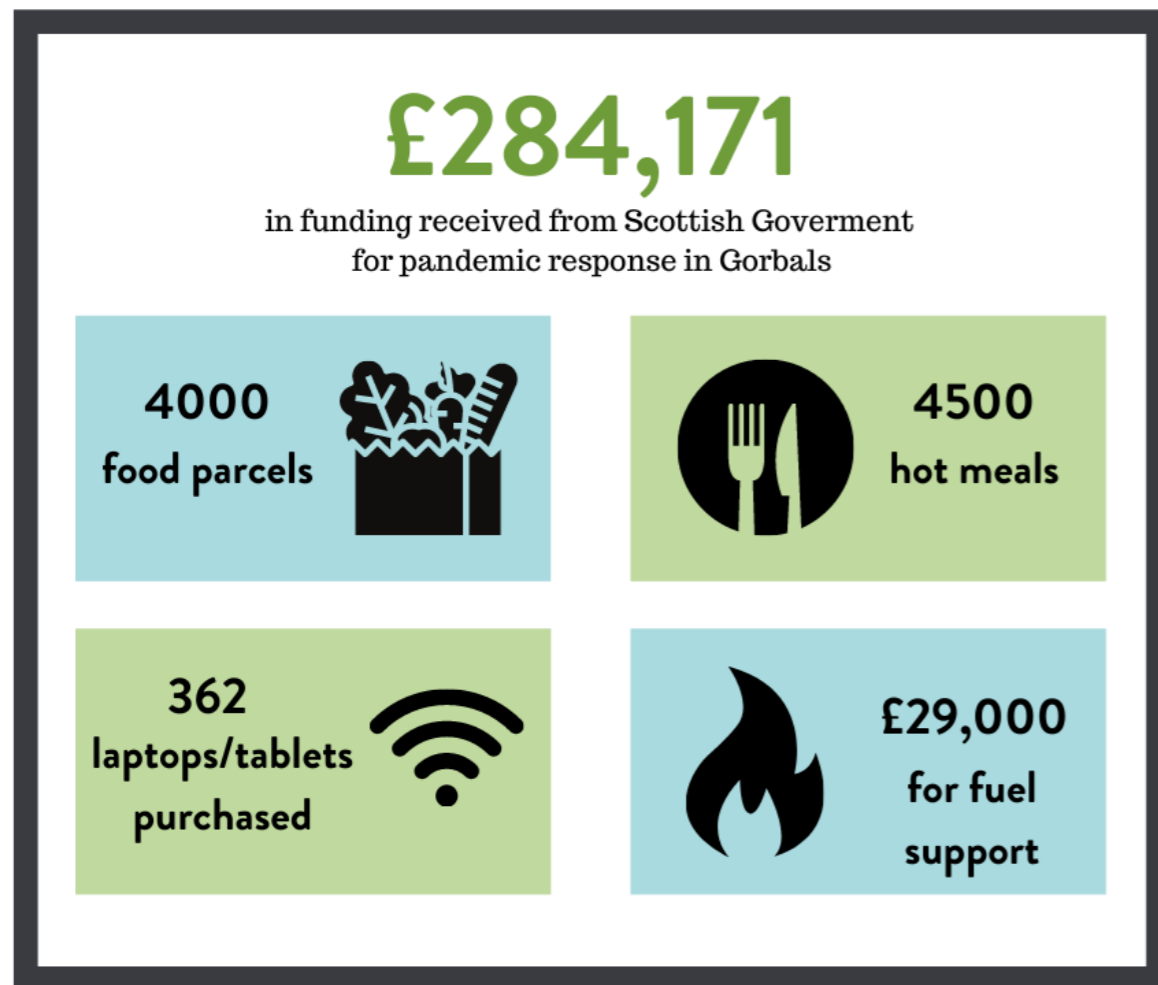 £284,171
in funding received from Scottish Goverment
for pandemic response in Gorbals
4000
food parcels
4500
hot meals
362
laptops/tablets
purchased
£29,000
for fuel
support